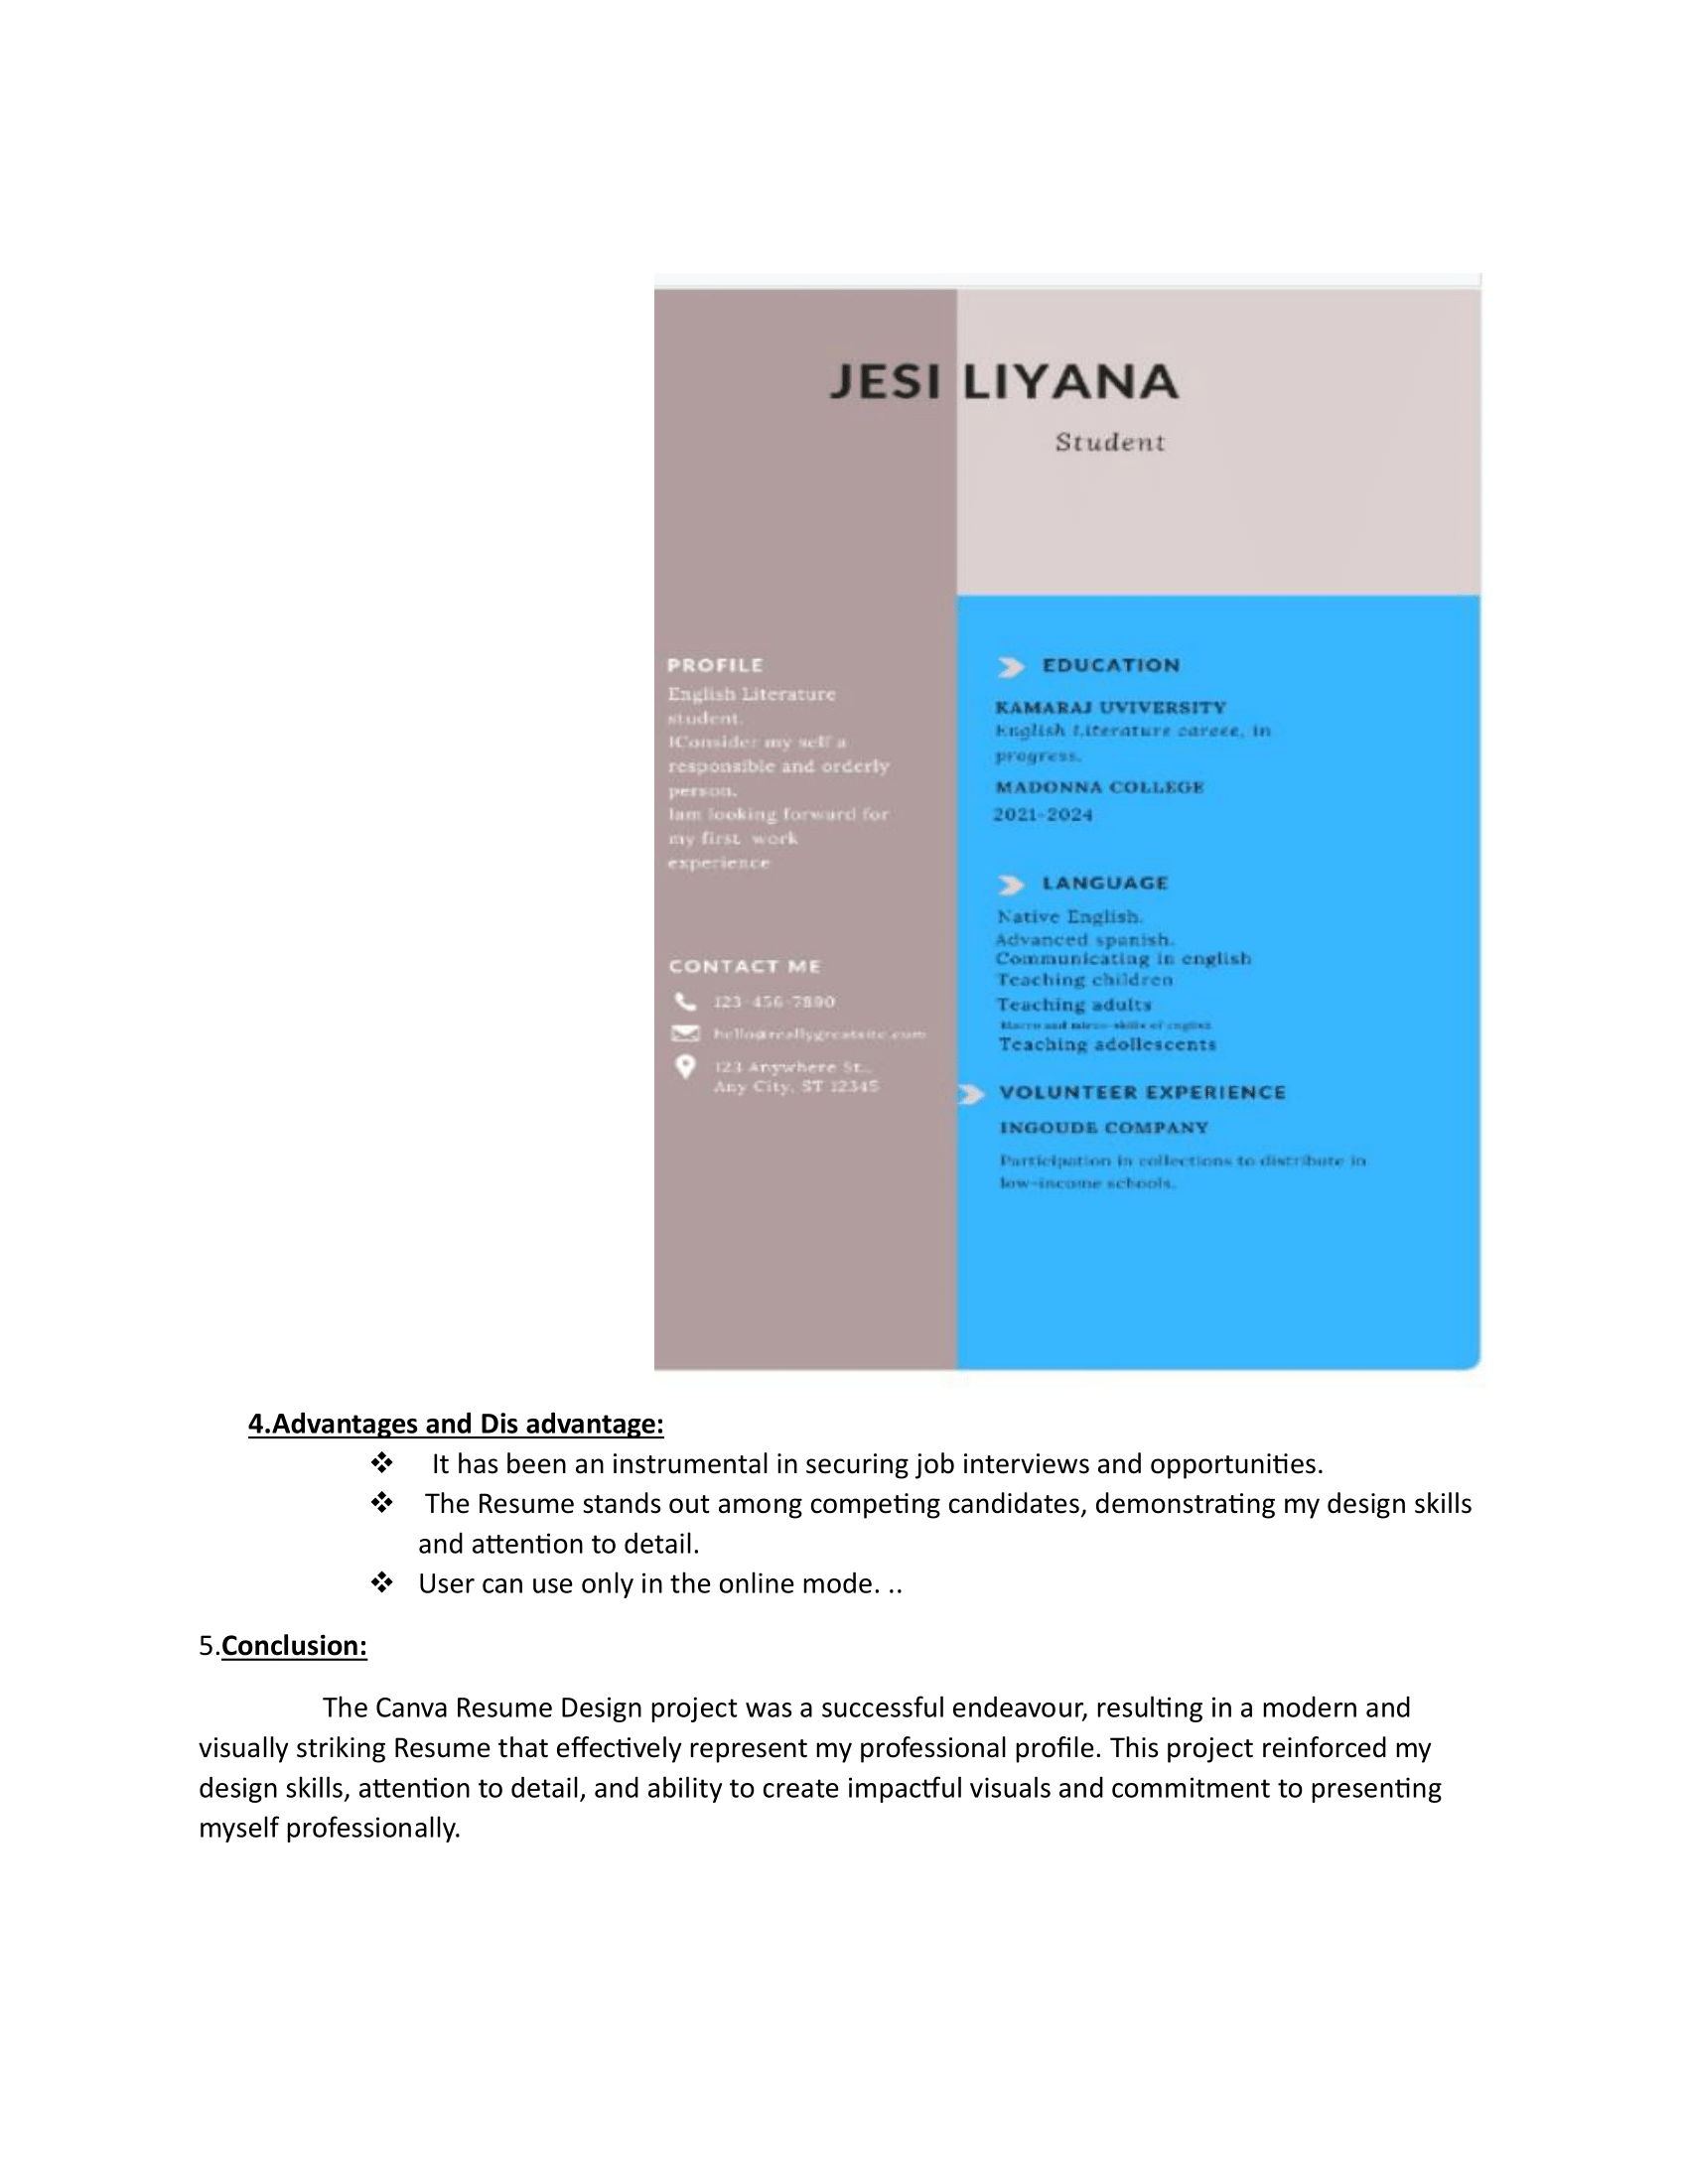 JESI LIYANA
Student
PROFILE
English Literature
student.
IConsider my self a
responsible and orderly
person.
Iam looking forward for
my first work
experience
CONTACT ME
123-456-7890
hello@reallygreatsite.com
123 Anywhere St.,
Any City, ST 12345
EDUCATION
KAMARAJ UVIVERSITY
English Literature careee, in
progress.
MADONNA COLLEGE
2021-2024
LANGUAGE
Native English.
Advanced spanish.
Communicating in english
Teaching children
Teaching adults
Macro and micro-skills of english
Teaching adollescents
VOLUNTEER EXPERIENCE
INGOUDE COMPANY
Participation in collections to distribute in
low-income schools.
4.Advantages and Dis advantage:
❖ It has been an instrumental in securing job interviews and opportunities.
❖ The Resume stands out among competing candidates, demonstrating my design skills
and attention to detail.
❖ User can use only in the online mode. ..
5.Conclusion:
The Canva Resume Design project was a successful endeavour, resulting in a modern and
visually striking Resume that effectively represent my professional profile. This project reinforced my
design skills, attention to detail, and ability to create impactful visuals and commitment to presenting
myself professionally.